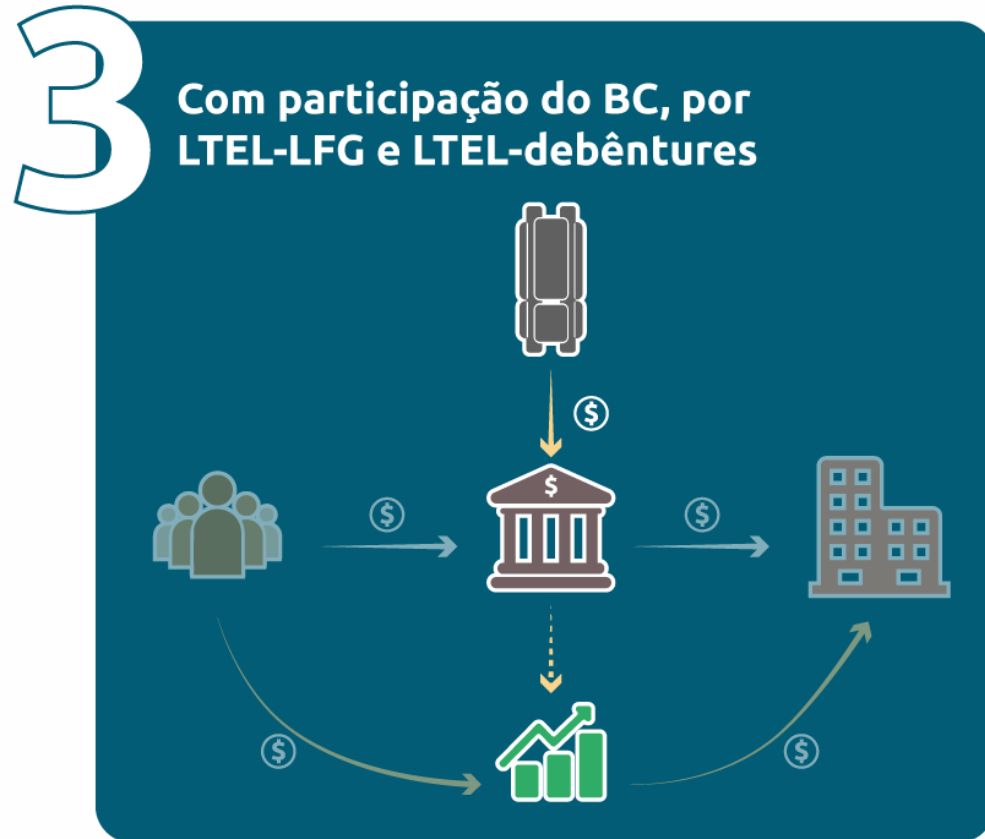 3
Com participação do BC, por
LTEL-LFG e LTEL-debêntures
$
$
$ $
$ $